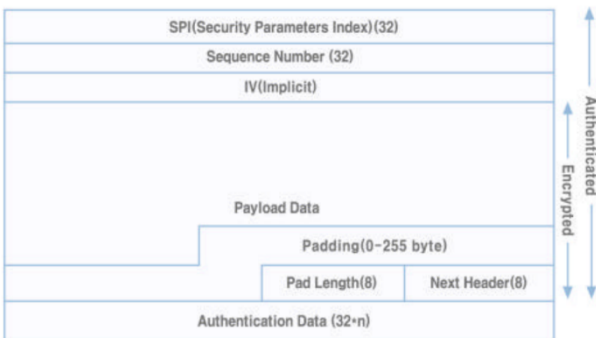 SPI(Security Parameters Index)(32)
Sequence Number (32)
IV(Implicit)
Payload Data
Padding(0-255 byte)
Pad Length(8)
Next Header(8)
Authentication Data (32*n)
Encrypted
Authenticated